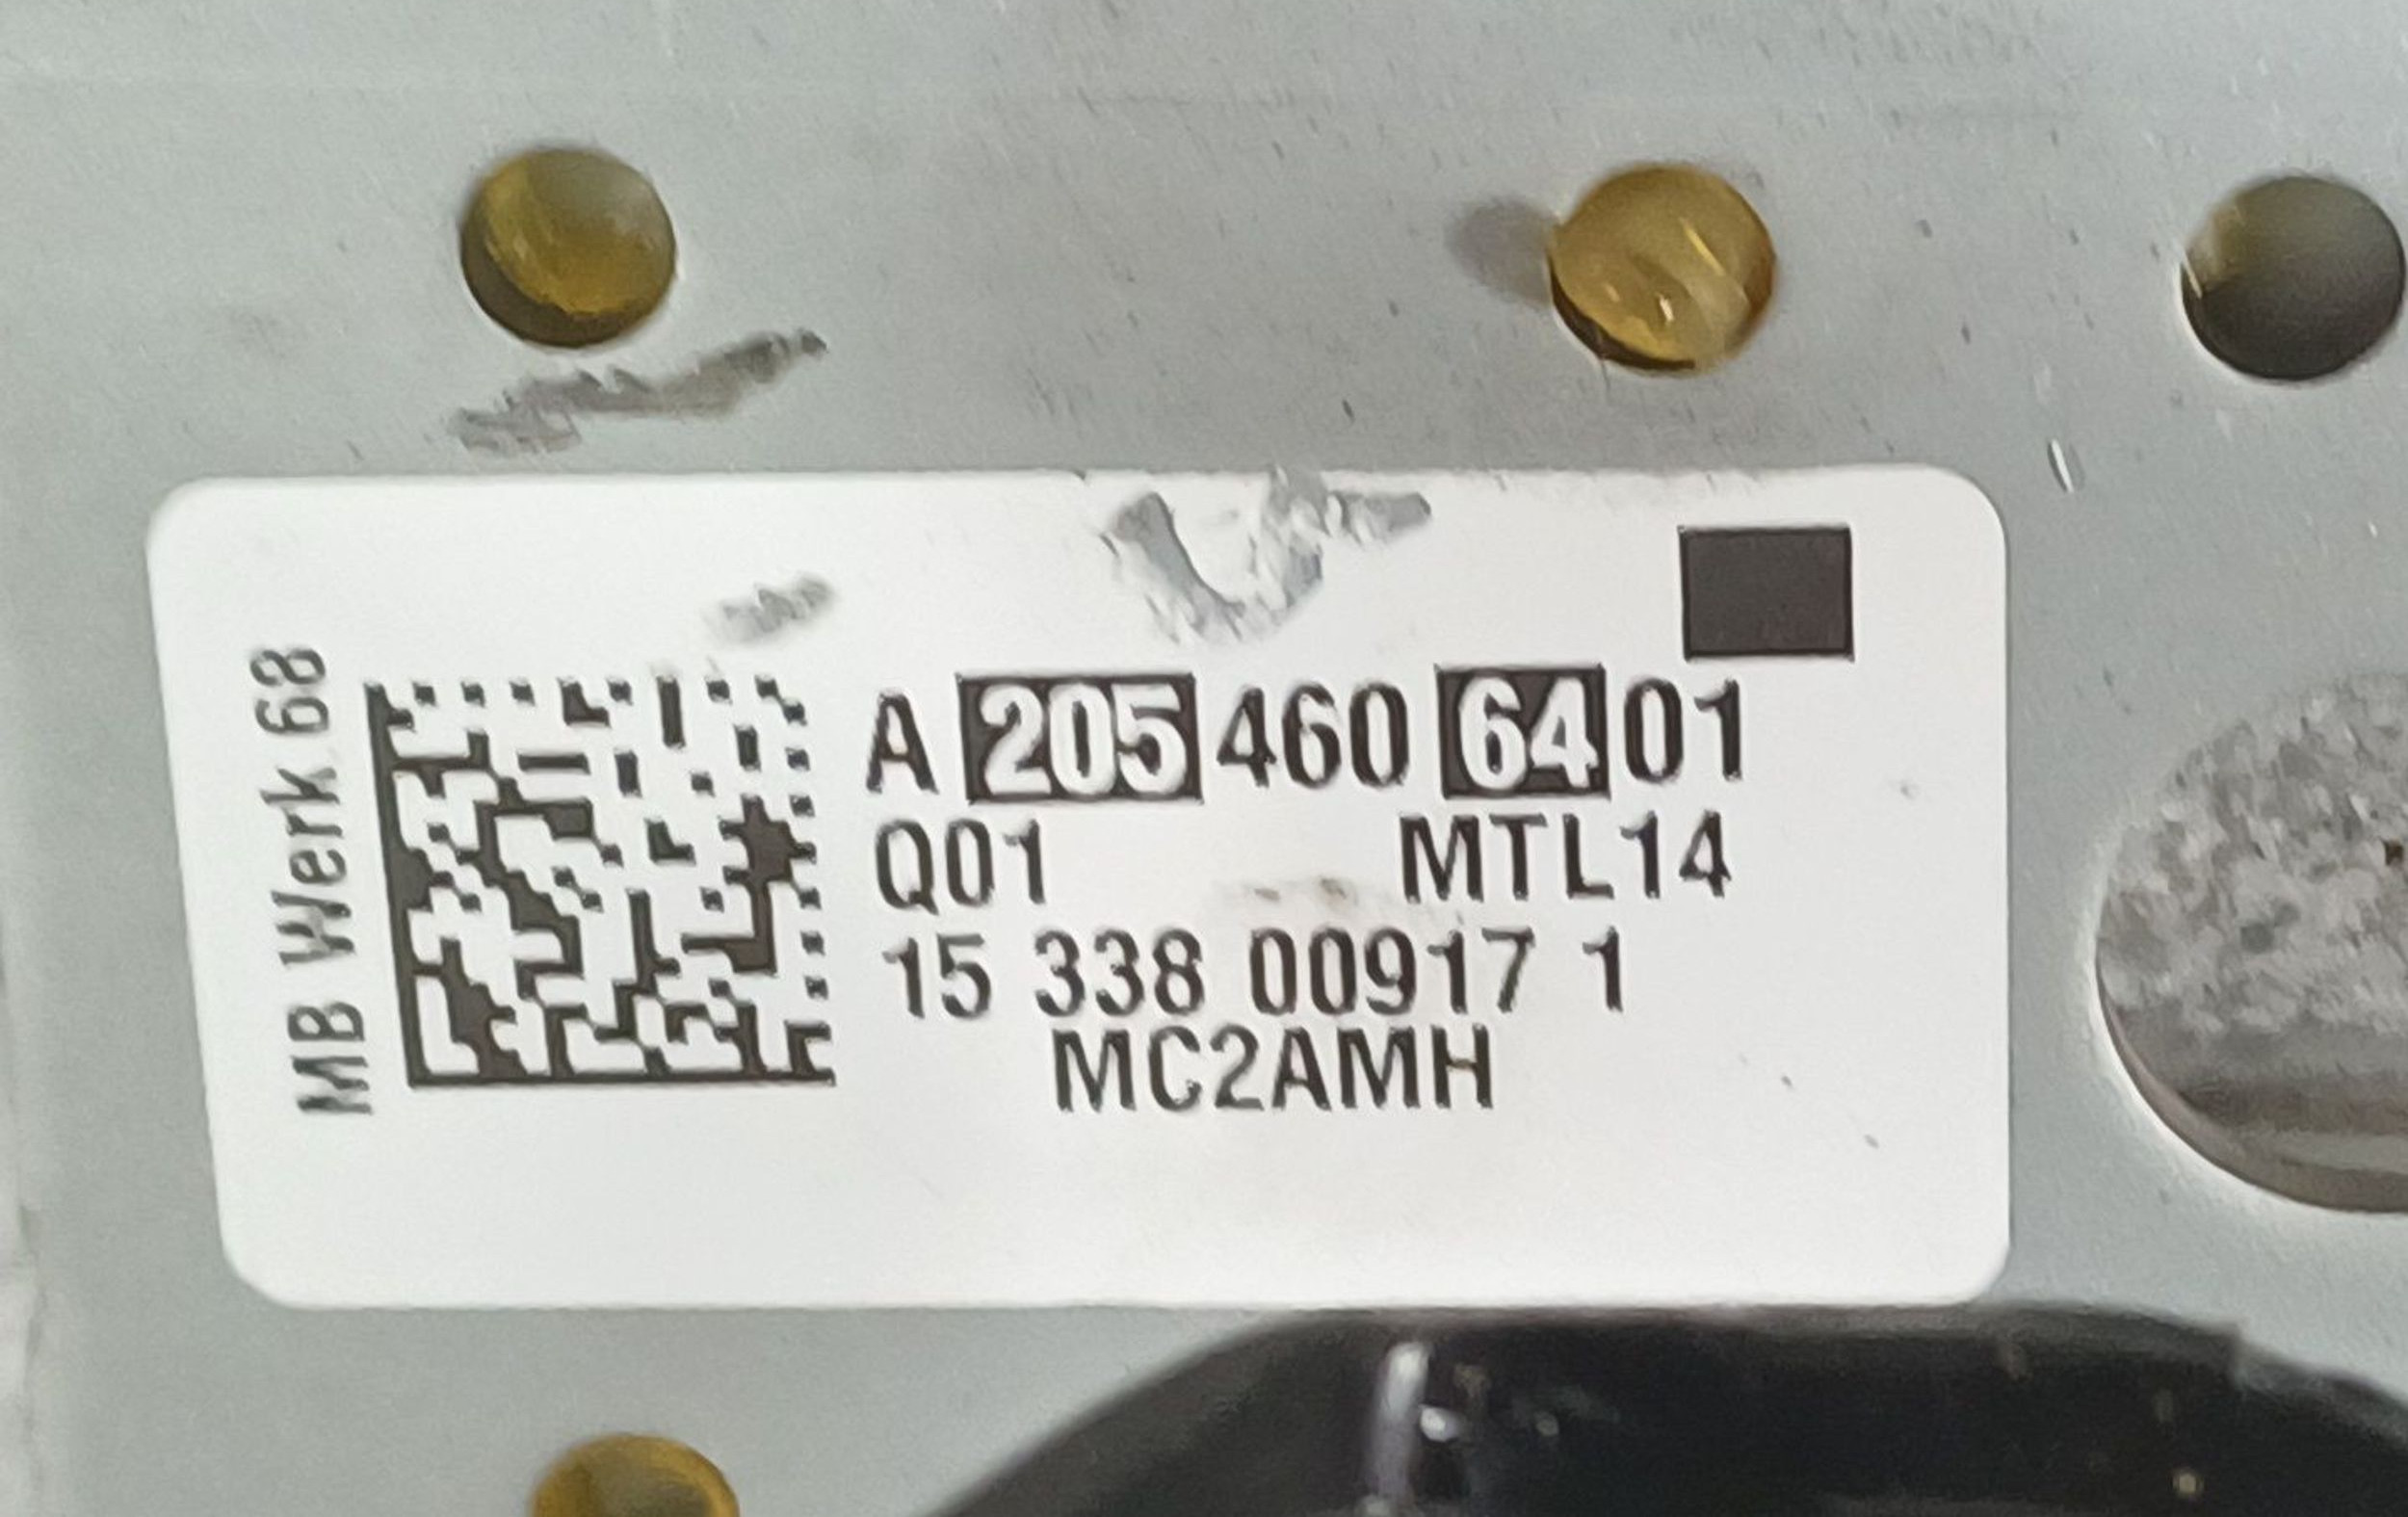 MB Werk 68
A 205 460 64 01
Q01 MTL14
15 338 00917 1
MC2AMH